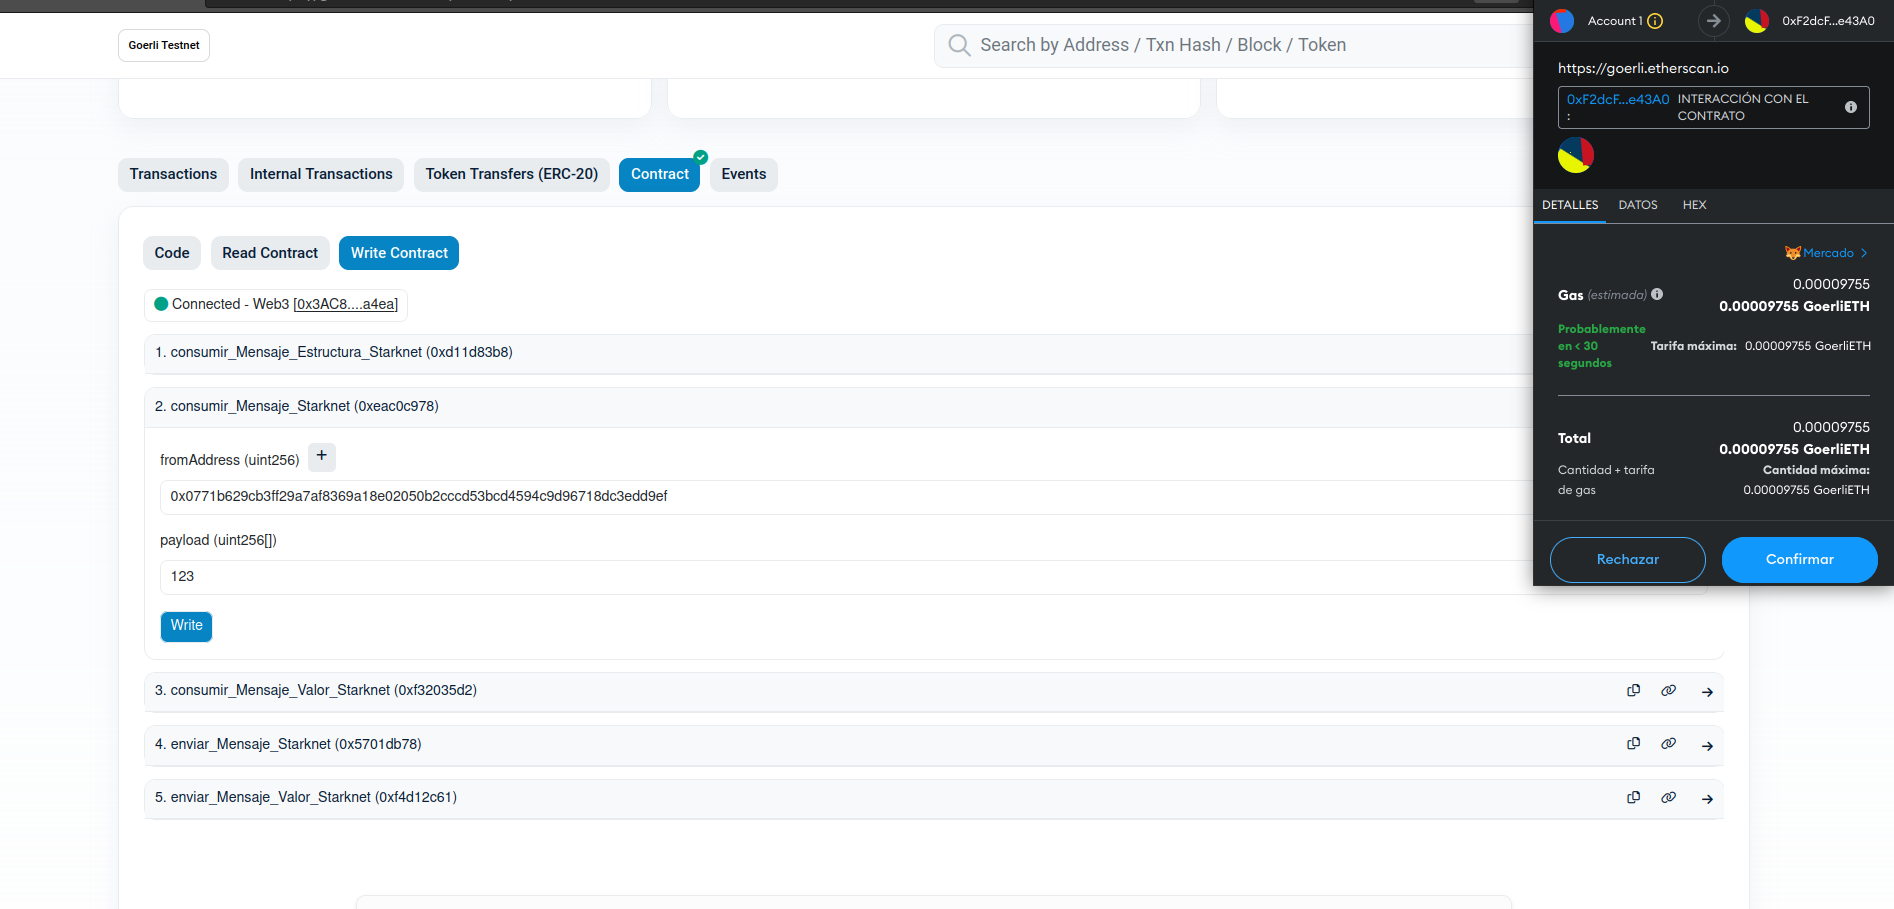 Goerli Testnet
Search by Address / Txn Hash / Block / Token
Transactions
Internal Transactions
Token Transfers (ERC-20)
Contract
Events
Code
Read Contract
Write Contract
Connected - Web3 [0x3AC8....a4ea]
1. consumir_Mensaje_Estructura_Starknet (0xd11d83b8)
2. consumir_Mensaje_Starknet (0xeac0c978)
fromAddress (uint256)
+
0x0771b629cb3ff29a7af8369a18e02050b2cccd53bcd4594c9d96718dc3edd9ef
payload (uint256[])
123
Write
3. consumir_Mensaje_Valor_Starknet (0xf32035d2)
4. enviar_Mensaje_Starknet (0x5701db78)
5. enviar_Mensaje_Valor_Starknet (0xf4d12c61)
Account 1
0xF2dcF...e43A0
https://goerli.etherscan.io
0xF2dcF...e43A0 INTERACCIÓN CON EL
: CONTRATO
DETALLES
DATOS
HEX
Mercado >
0.00009755
Gas (estimada)
0.00009755 GoerliETH
Probablemente
en < 30
segundos
Tarifa máxima: 0.00009755 GoerliETH
0.00009755
Total
0.00009755 GoerliETH
Cantidad + tarifa
de gas
Cantidad máxima:
0.00009755 GoerliETH
Rechazar
Confirmar